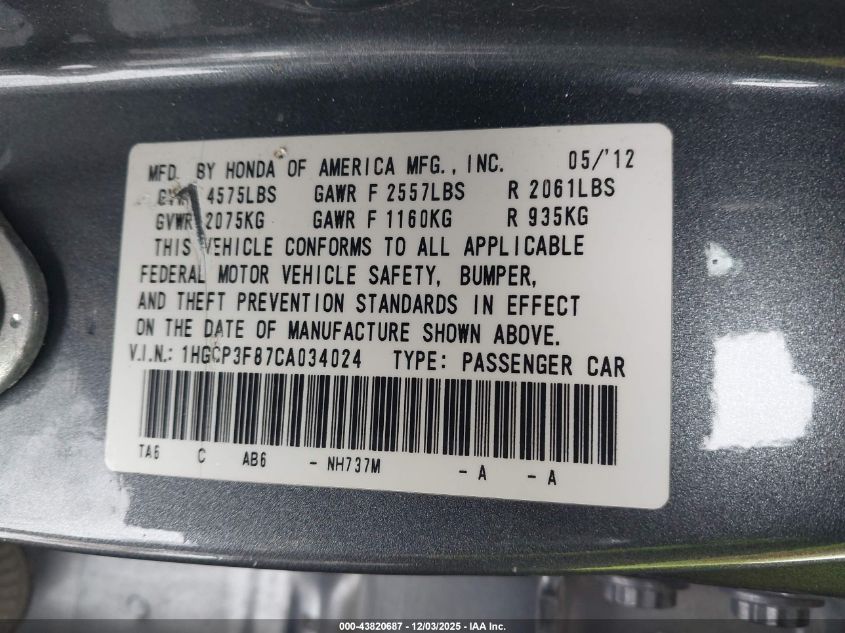 MFD. BY HONDA OF AMERICA MFG., INC. 05/'12
GVWR 4575LBS GAWR F 2557LBS R 2061LBS
GVWR 2075KG GAWR F 1160KG R 935KG
THIS VEHICLE CONFORMS TO ALL APPLICABLE
FEDERAL MOTOR VEHICLE SAFETY, BUMPER,
AND THEFT PREVENTION STANDARDS IN EFFECT
ON THE DATE OF MANUFACTURE SHOWN ABOVE.
V.I.N.: 1HGCP3F87CA034024 TYPE: PASSENGER CAR
TA6 C AB6 - NH737M - A - A
000-43820687 - 12/03/2025 - IAA Inc.